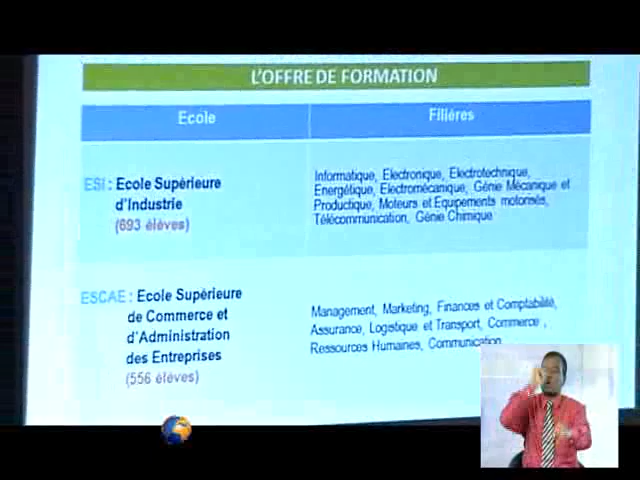 L'OFFRE DE FORMATION
Ecole
Filières
ESI : Ecole Supérieure
d'Industrie
(693 élèves)
Informatique, Electronique, Electrotechnique,
Energétique, Electromécanique, Génie Mécanique et
Productique, Moteurs et Equipements motorisés,
Télécommunication, Génie Chimique
ESCAE : Ecole Supérieure
de Commerce et
d'Administration
des Entreprises
(556 élèves)
Management, Marketing, Finances et Comptabilité,
Assurance, Logistique et Transport, Commerce ,
Ressources Humaines, Communication